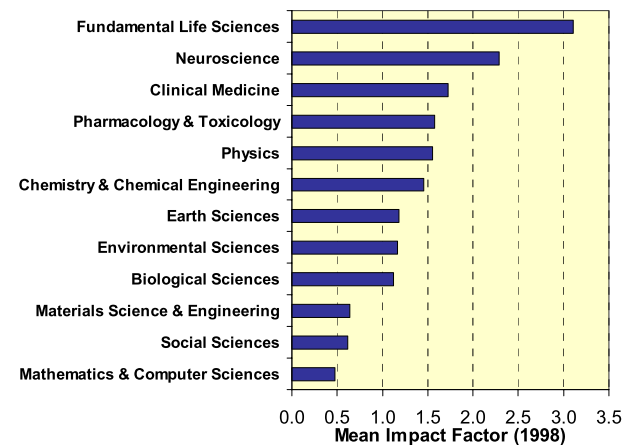 Fundamental Life Sciences
Neuroscience
Clinical Medicine
Pharmacology & Toxicology
Physics
Chemistry & Chemical Engineering
Earth Sciences
Environmental Sciences
Biological Sciences
Materials Science & Engineering
Social Sciences
Mathematics & Computer Sciences
0.0 0.5 1.0 1.5 2.0 2.5 3.0 3.5
Mean Impact Factor (1998)